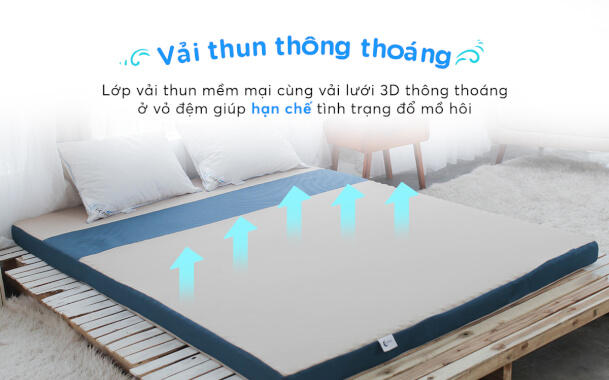 Vải thun thông thoáng
Lớp vải thun mềm mại cùng vải lưới 3D thông thoáng
ở vỏ đệm giúp hạn chế tình trạng đổ mồ hôi